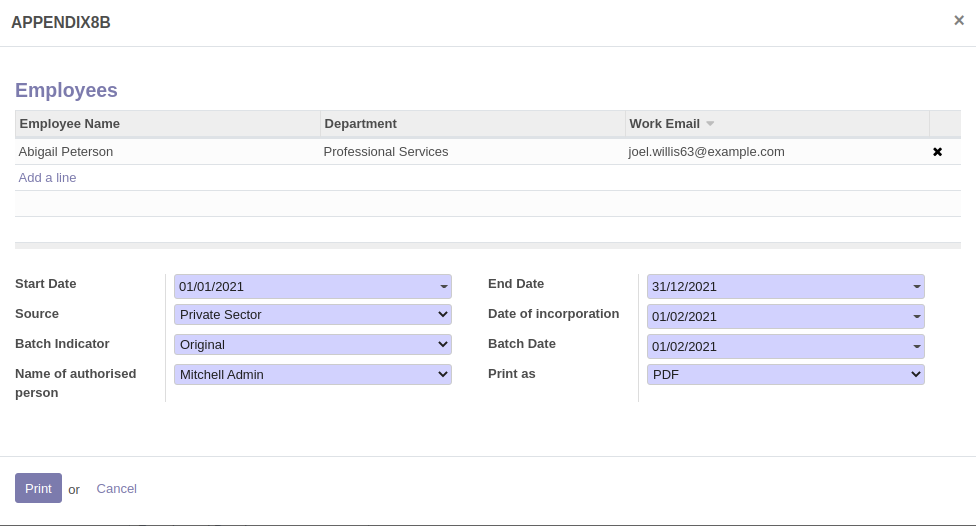 APPENDIX8B
×
Employees
Employee Name Department Work Email
Abigail Peterson Professional Services joel.willis63@example.com ✖
Add a line
Start Date 01/01/2021 End Date 31/12/2021
Source Private Sector Date of incorporation 01/02/2021
Batch Indicator Original Batch Date 01/02/2021
Name of authorised person Mitchell Admin Print as PDF
Print or Cancel